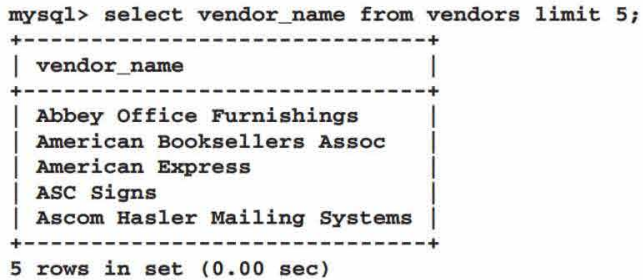 mysql> select vendor_name from vendors limit 5;
+------------------------------+
| vendor_name                  |
+------------------------------+
| Abbey Office Furnishings     |
| American Booksellers Assoc   |
| American Express             |
| ASC Signs                    |
| Ascom Hasler Mailing Systems |
+------------------------------+
5 rows in set (0.00 sec)